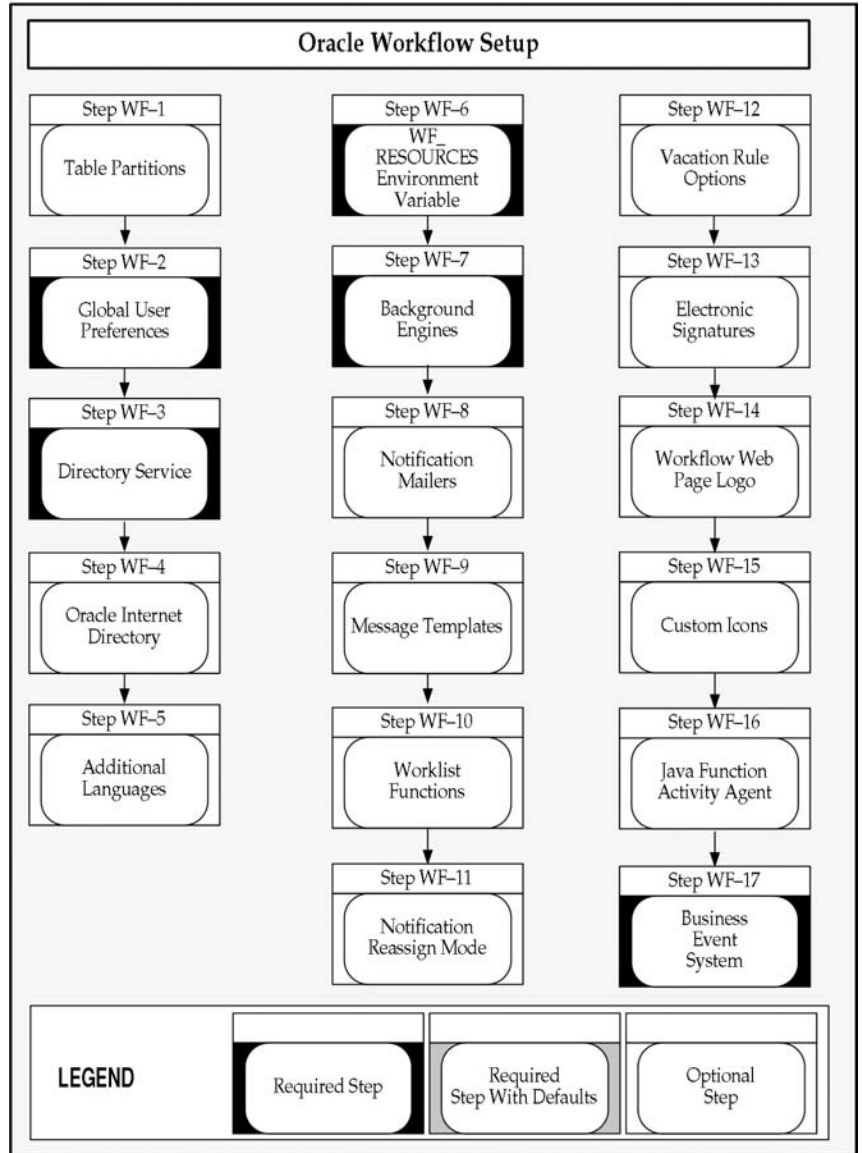 Oracle Workflow Setup
Step WF–1
Table Partitions
Step WF–2
Global User
Preferences
Step WF–3
Directory Service
Step WF–4
Oracle Internet
Directory
Step WF–5
Additional
Languages
Step WF–6
WF_
RESOURCES
Environment
Variable
Step WF–7
Background
Engines
Step WF–8
Notification
Mailers
Step WF–9
Message Templates
Step WF–10
Worklist
Functions
Step WF–11
Notification
Reassign Mode
Step WF–12
Vacation Rule
Options
Step WF–13
Electronic
Signatures
Step WF–14
Workflow Web
Page Logo
Step WF–15
Custom Icons
Step WF–16
Java Function
Activity Agent
Step WF–17
Business
Event
System
LEGEND
Required Step
Required
Step With Defaults
Optional
Step